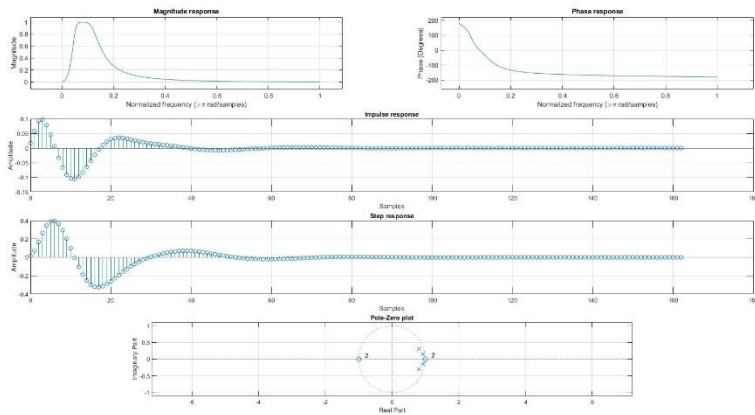 Magnitude response
1
0.8
0.6
0.4
0.2
0
Magnitude
0 0.2 0.4 0.6 0.8 1
Normalized frequency (×π rad/samples)
Phase response
200
100
0
-100
-200
Phase (Degrees)
0 0.2 0.4 0.6 0.8 1
Normalized frequency (×π rad/samples)
Impulse response
0.1
0.05
0
-0.05
-0.1
-0.15
Amplitude
0 20 40 60 80 100 120 140 160 180
Samples
Step response
0.4
0.2
0
-0.2
-0.4
Amplitude
0 20 40 60 80 100 120 140 160 180
Samples
Pole-Zero plot
1
0.5
0
-0.5
-1
Imaginary Part
2 2
-6 -4 -2 0 2 4 6
Real Part